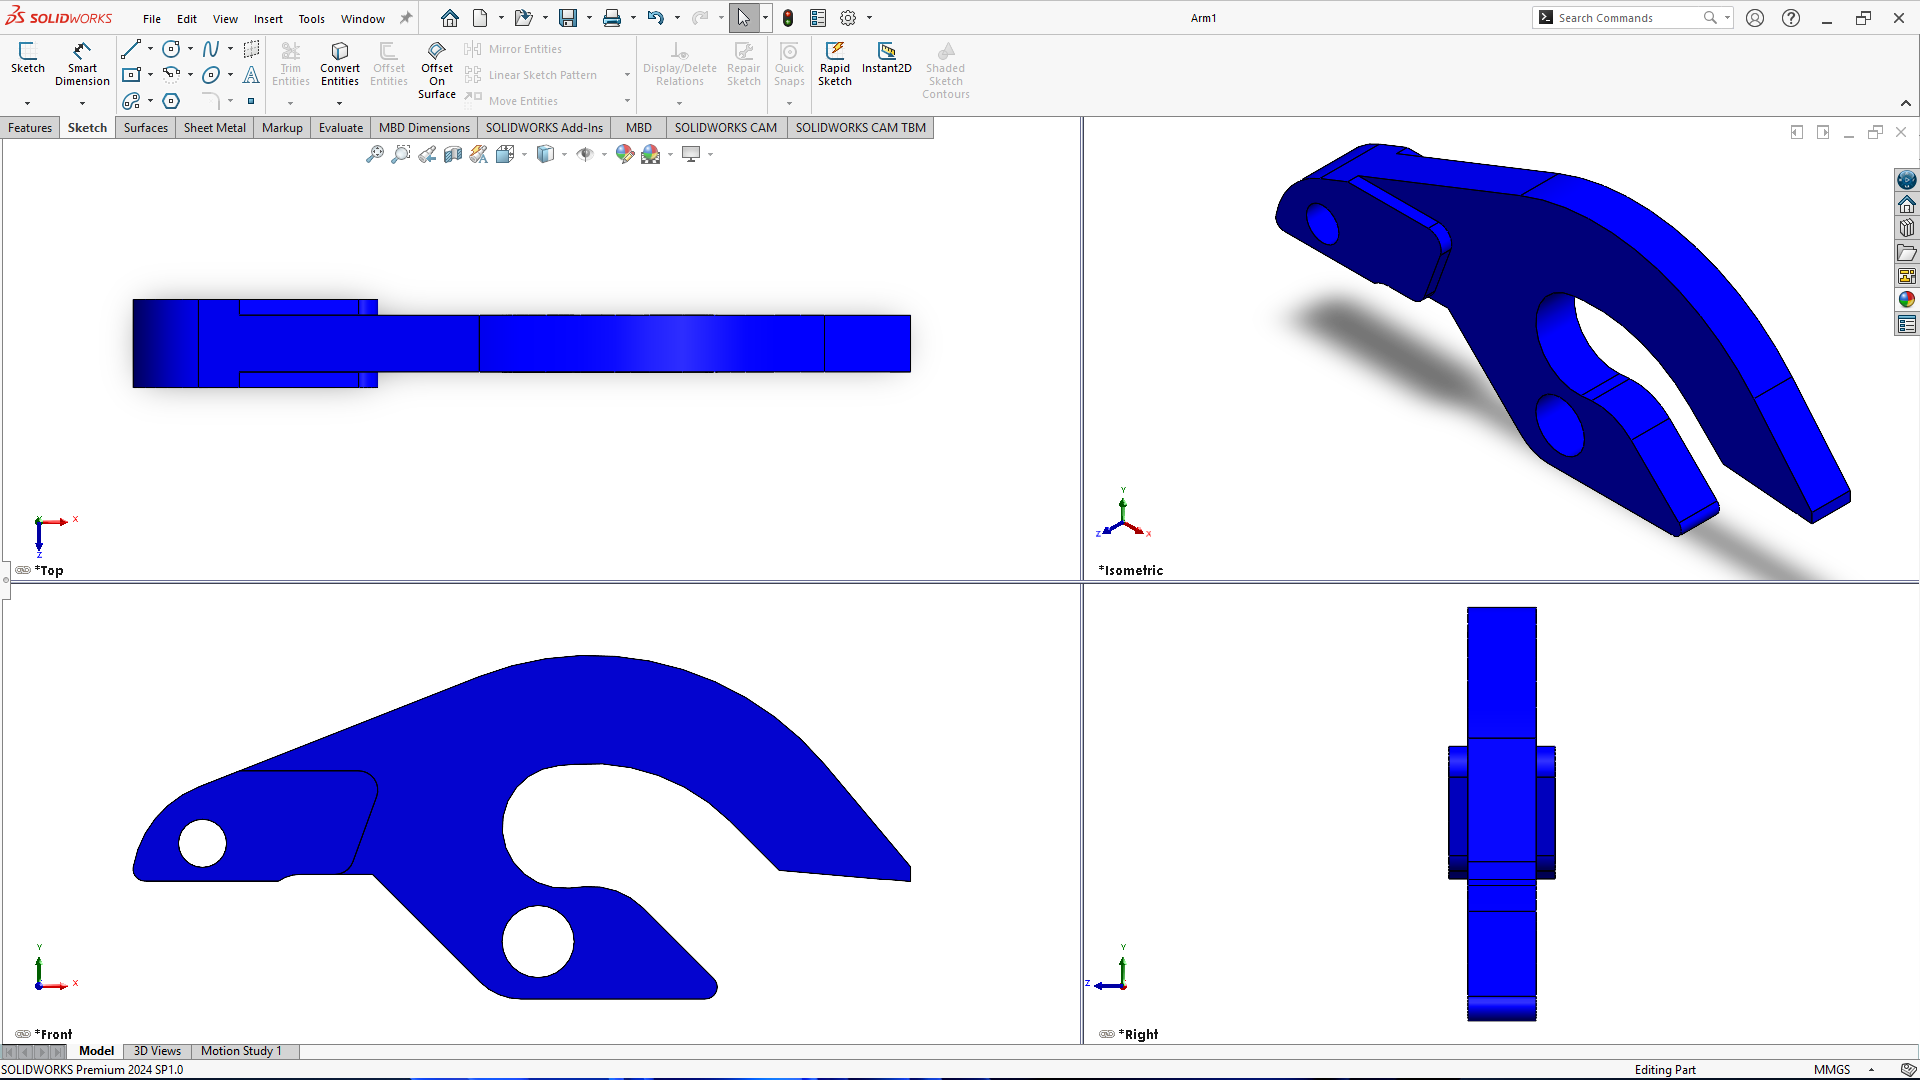 SOLIDWORKS File Edit View Insert Tools Window Arm1 Search Commands
Sketch Smart Dimension Trim Entities Convert Entities Offset Entities Offset On Surface Mirror Entities Linear Sketch Pattern Move Entities Display/Delete Relations Repair Sketch Quick Snaps Rapid Sketch Instant2D Shaded Sketch Contours
Features Sketch Surfaces Sheet Metal Markup Evaluate MBD Dimensions SOLIDWORKS Add-Ins MBD SOLIDWORKS CAM SOLIDWORKS CAM TBM
Y X Z
*Top
Y Z X
*Isometric
Y X
*Front
Y Z
*Right
Model 3D Views Motion Study 1
SOLIDWORKS Premium 2024 SP1.0 Editing Part MMGS